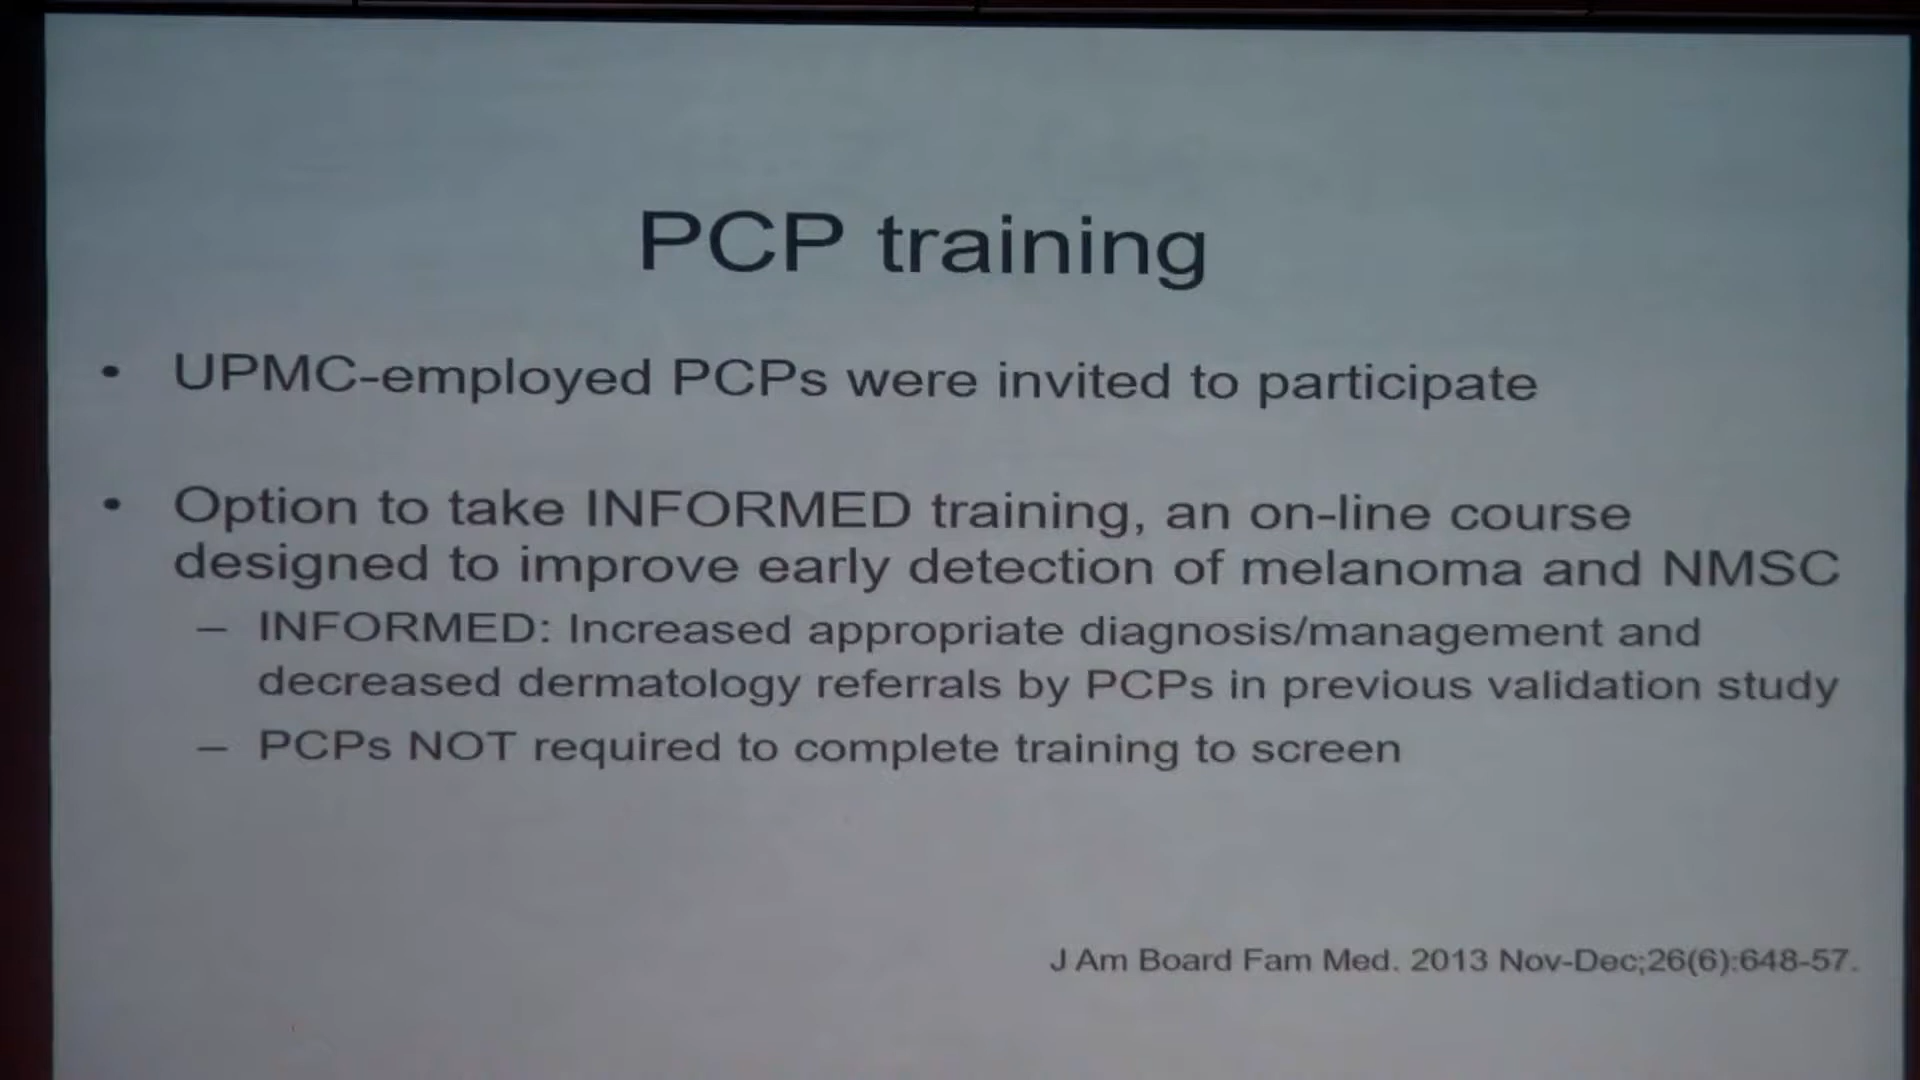 PCP training
• UPMC-employed PCPs were invited to participate
• Option to take INFORMED training, an on-line course
designed to improve early detection of melanoma and NMSC
– INFORMED: Increased appropriate diagnosis/management and
decreased dermatology referrals by PCPs in previous validation study
– PCPs NOT required to complete training to screen
J Am Board Fam Med. 2013 Nov-Dec;26(6):648-57.